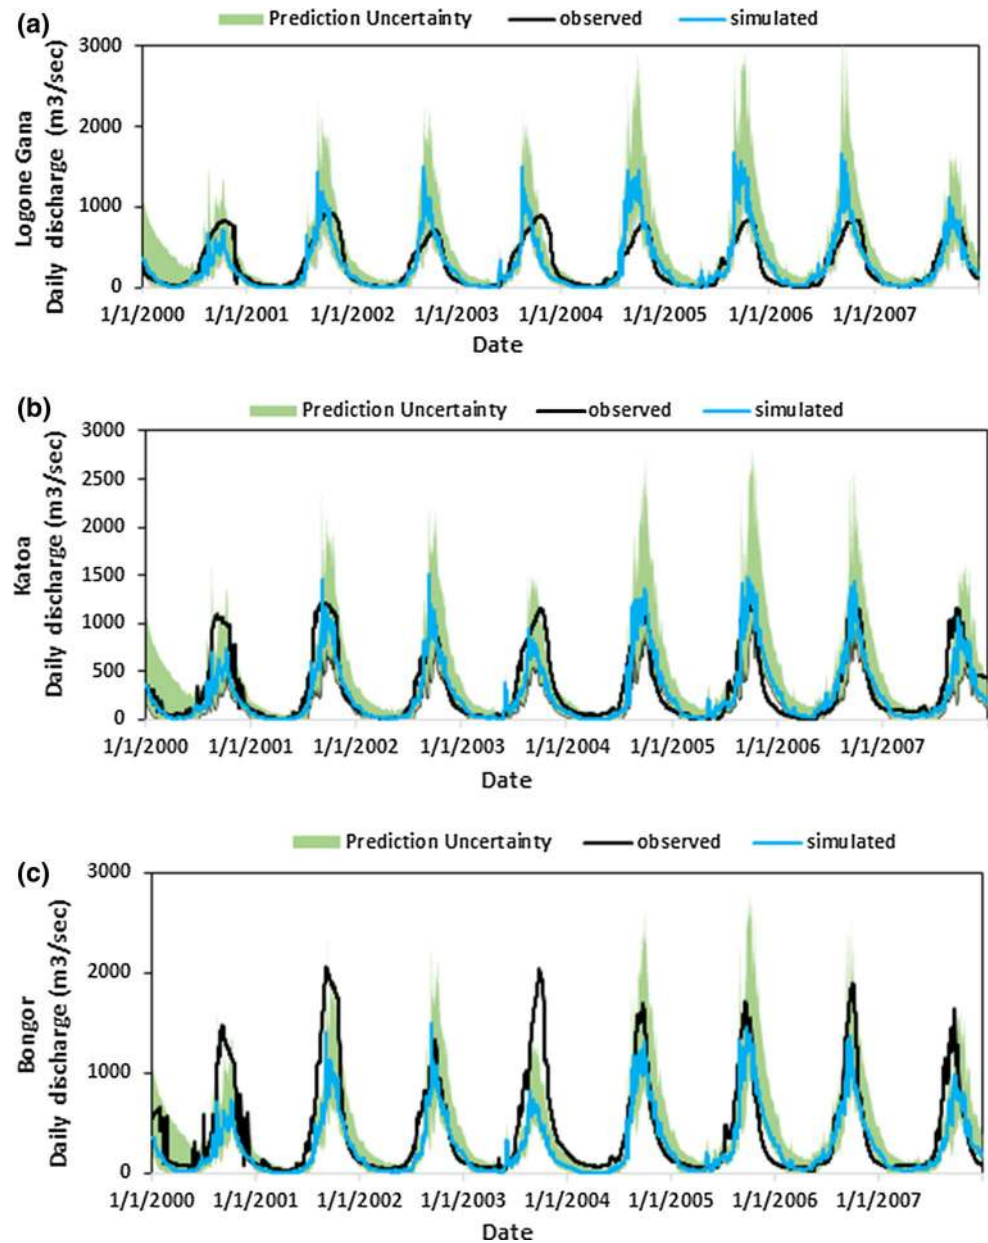 (a)
Prediction Uncertainty observed simulated
Logone Gana
Daily discharge (m3/sec)
3000
2000
1000
0
1/1/2000 1/1/2001 1/1/2002 1/1/2003 1/1/2004 1/1/2005 1/1/2006 1/1/2007
Date
(b)
Prediction Uncertainty observed simulated
Katoa
Daily discharge (m3/sec)
3000
2500
2000
1500
1000
500
0
1/1/2000 1/1/2001 1/1/2002 1/1/2003 1/1/2004 1/1/2005 1/1/2006 1/1/2007
Date
Prediction Uncertainty observed simulated
(c)
Bongor
Daily discharge (m3/sec)
3000
2000
1000
0
1/1/2000 1/1/2001 1/1/2002 1/1/2003 1/1/2004 1/1/2005 1/1/2006 1/1/2007
Date